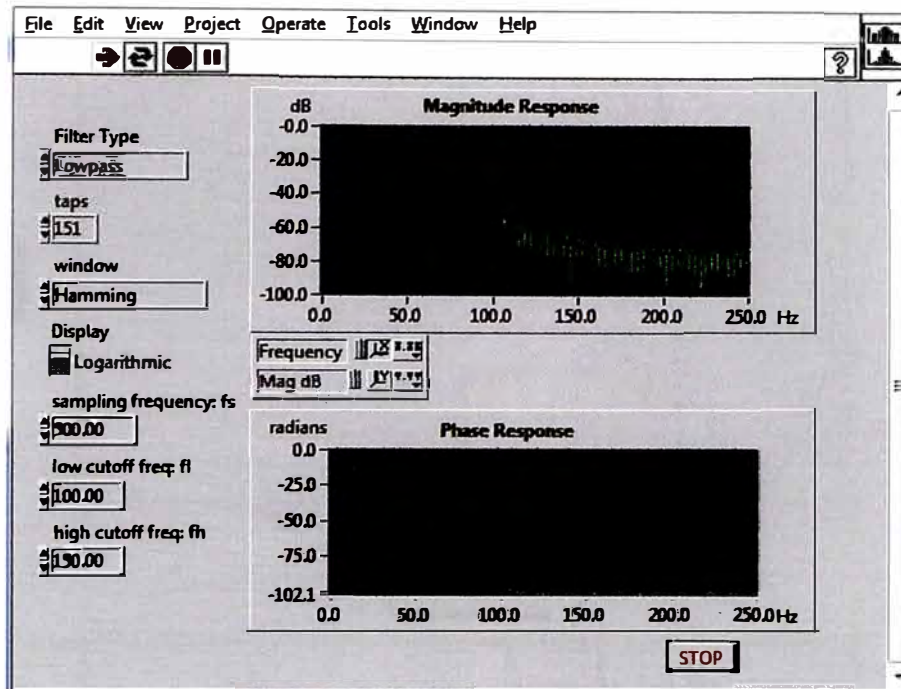 File Edit View Project Operate Tools Window Help
?
Filter Type
Lowpass
taps
151
window
Hamming
Display
Logarithmic
sampling frequency: fs
500.00
low cutoff freq: fl
100.00
high cutoff freq: fh
150.00
dB Magnitude Response
-0.0
-20.0
-40.0
-60.0
-80.0
-100.0
0.0 50.0 100.0 150.0 200.0 250.0 Hz
Frequency
Mag dB
radians Phase Response
0.0
-25.0
-50.0
-75.0
-102.1
0.0 50.0 100.0 150.0 200.0 250.0 Hz
STOP